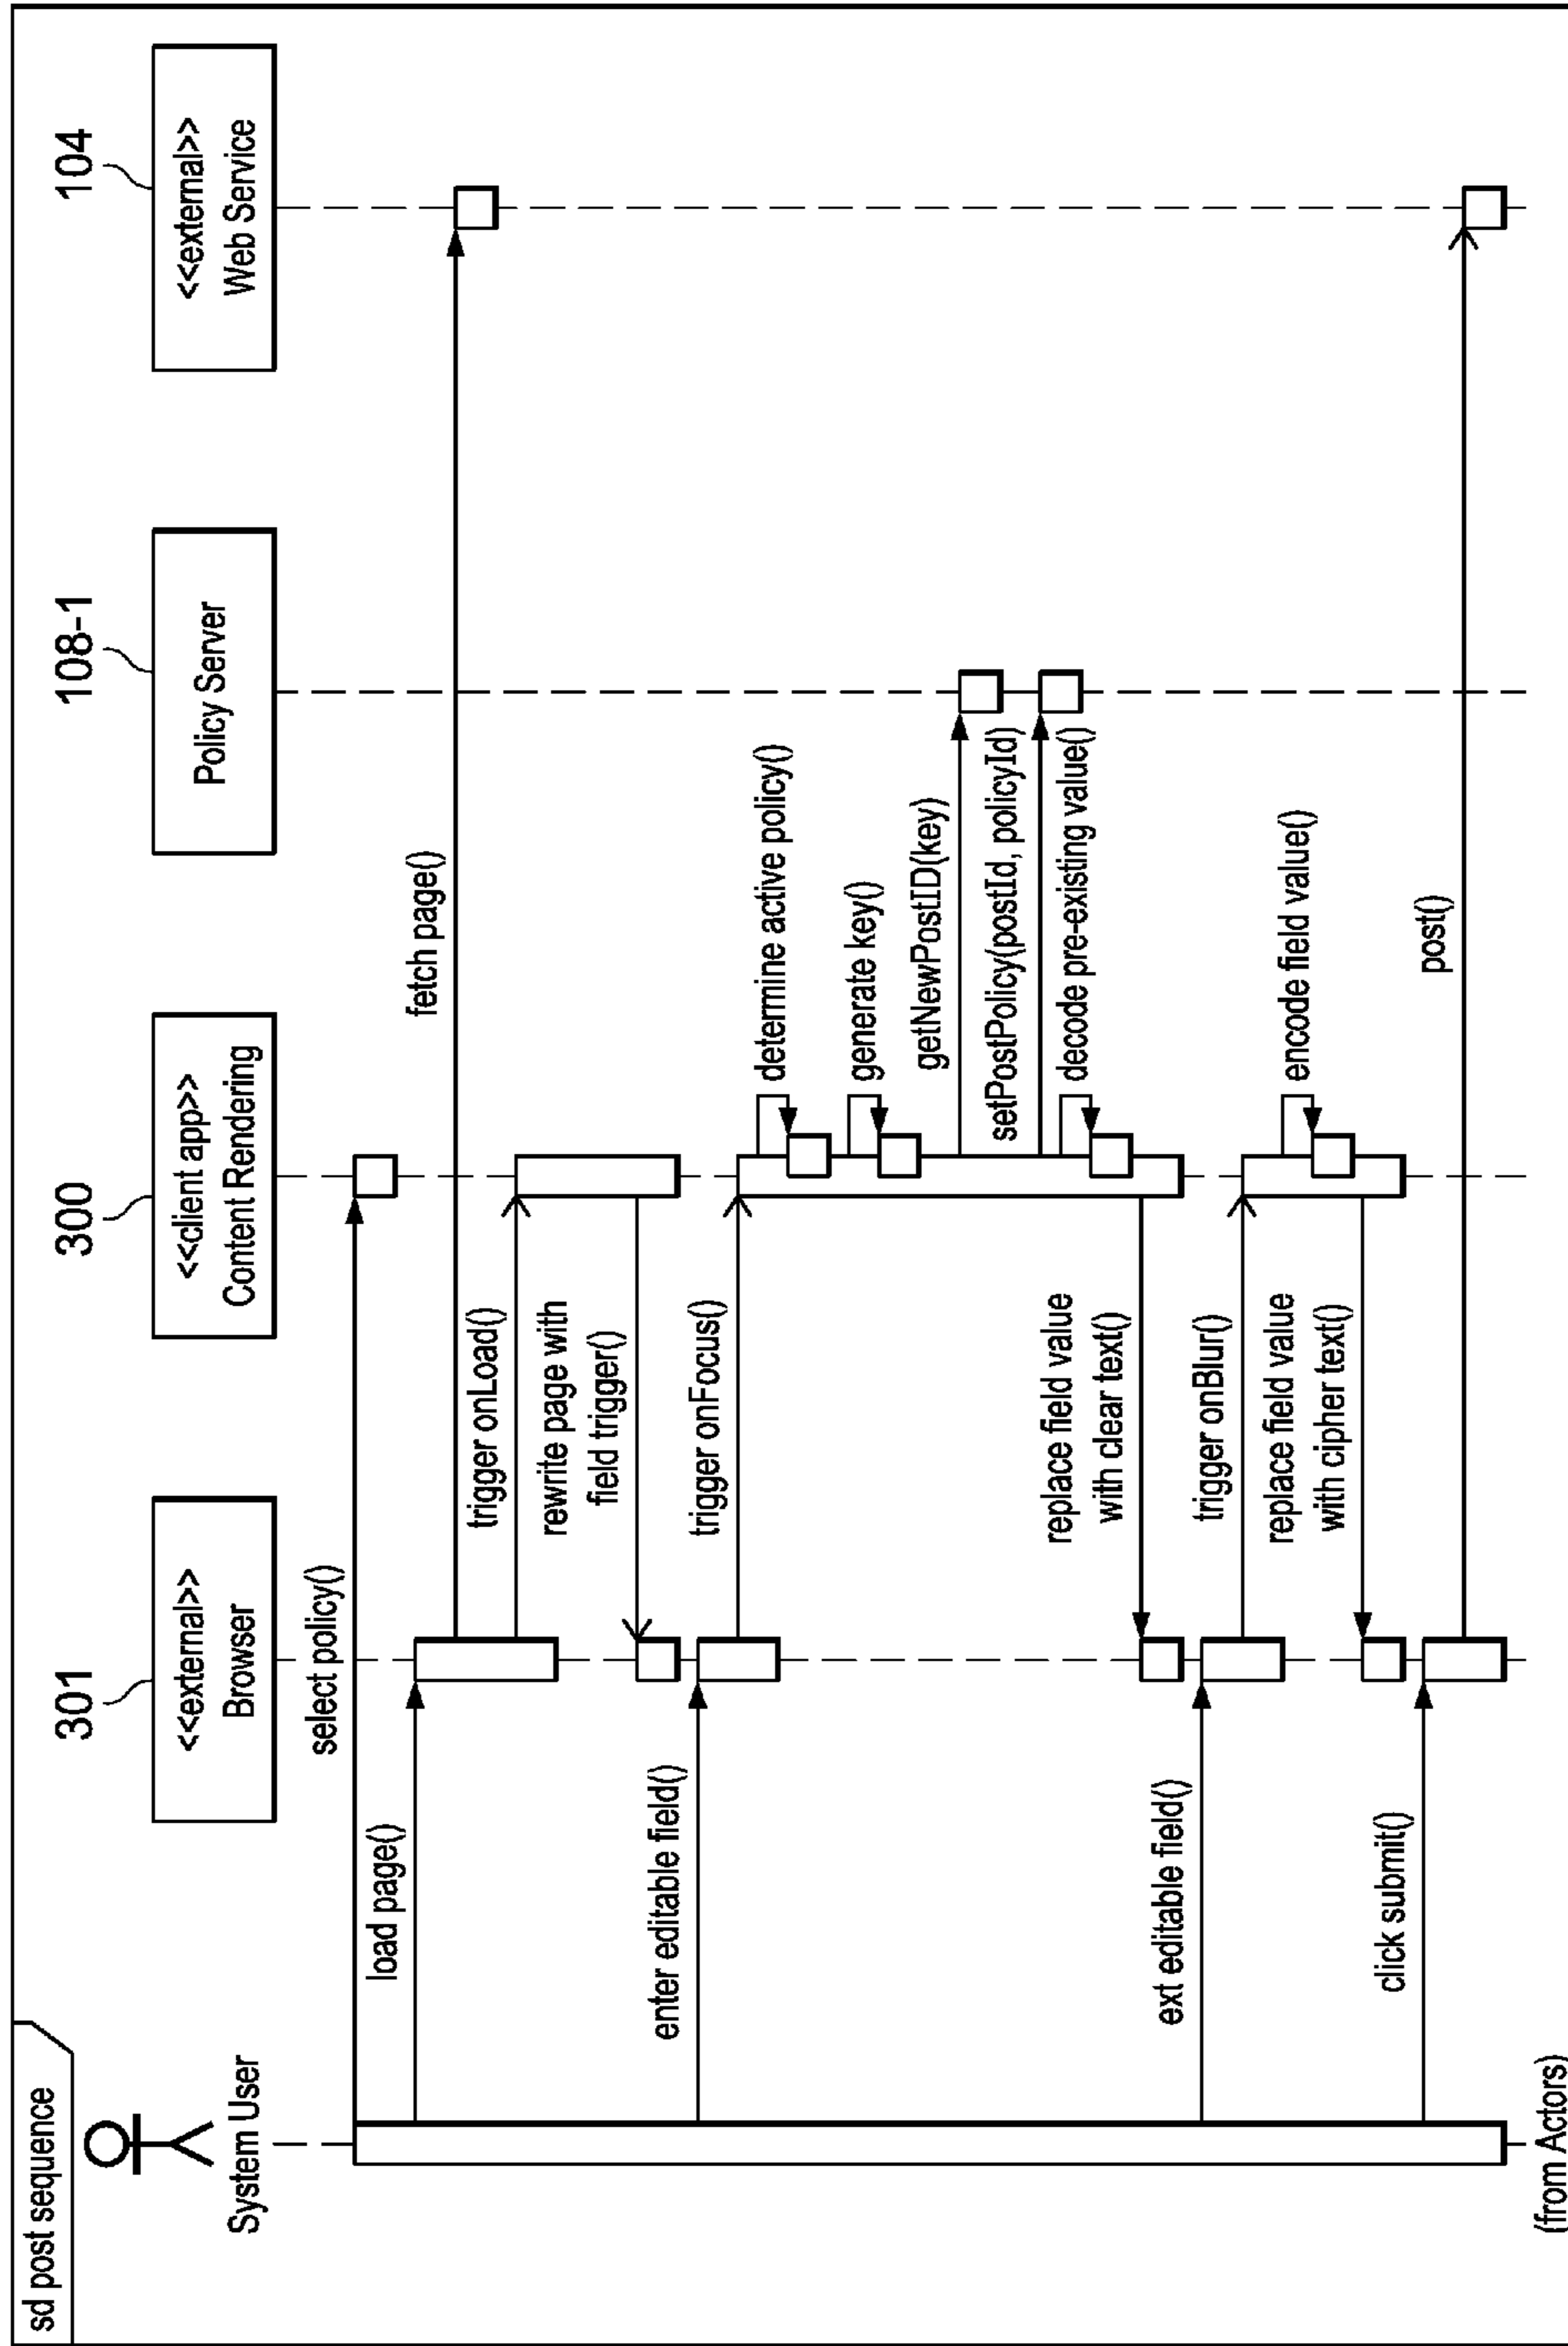 sd post sequence
System User
301
<<external>>
Browser
300
<<client app>>
Content Rendering
108-1
Policy Server
104
<<external>>
Web Service
select policy()
load page()
fetch page()
trigger onLoad()
rewrite page with
field trigger()
enter editable field()
trigger onFocus()
determine active policy()
generate key()
getNewPostID(key)
setPostPolicy(postId, policyId)
decode pre-existing value()
replace field value
with clear text()
ext editable field()
trigger onBlur()
encode field value()
replace field value
with cipher text()
click submit()
post()
(from Actors)